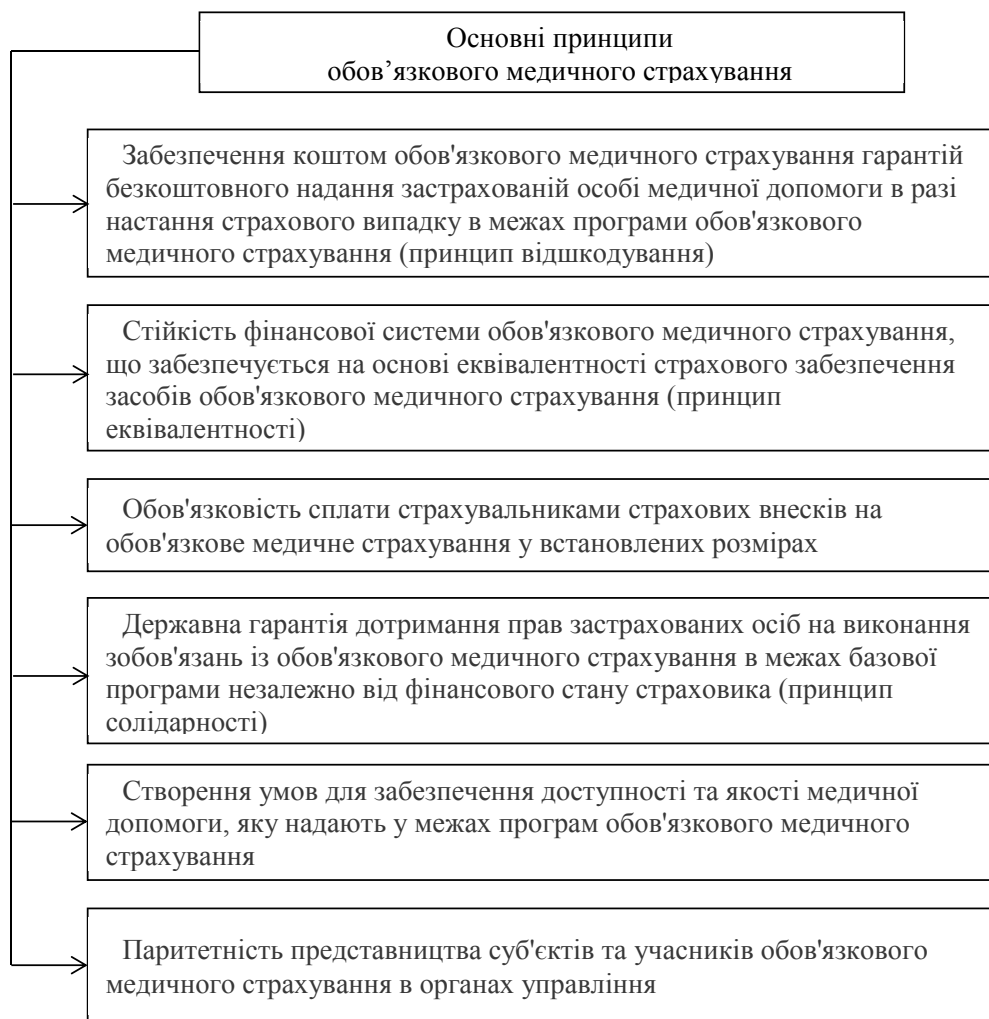 Основні принципи
обов’язкового медичного страхування
Забезпечення коштом обов'язкового медичного страхування гарантій
безкоштовного надання застрахованій особі медичної допомоги в разі
настання страхового випадку в межах програми обов'язкового
медичного страхування (принцип відшкодування)
Стійкість фінансової системи обов'язкового медичного страхування,
що забезпечується на основі еквівалентності страхового забезпечення
засобів обов'язкового медичного страхування (принцип
еквівалентності)
Обов'язковість сплати страхувальниками страхових внесків на
обов'язкове медичне страхування у встановлених розмірах
Державна гарантія дотримання прав застрахованих осіб на виконання
зобов'язань із обов'язкового медичного страхування в межах базової
програми незалежно від фінансового стану страховика (принцип
солідарності)
Створення умов для забезпечення доступності та якості медичної
допомоги, яку надають у межах програм обов'язкового медичного
страхування
Паритетність представництва суб'єктів та учасників обов'язкового
медичного страхування в органах управління